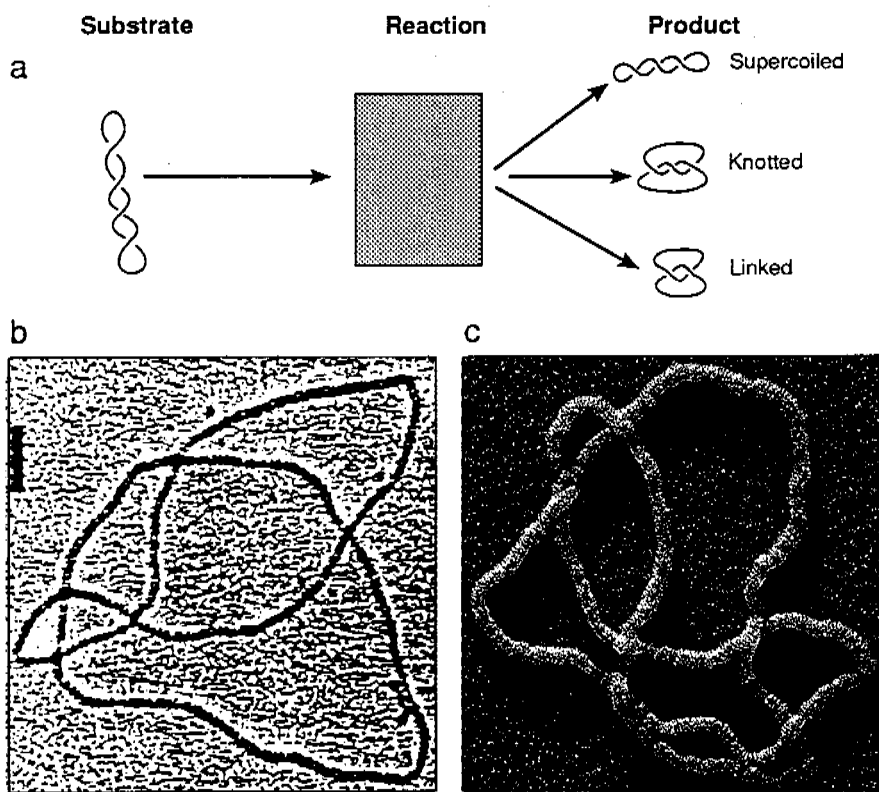 Substrate Reaction Product
a
Supercoiled
Knotted
Linked
b c